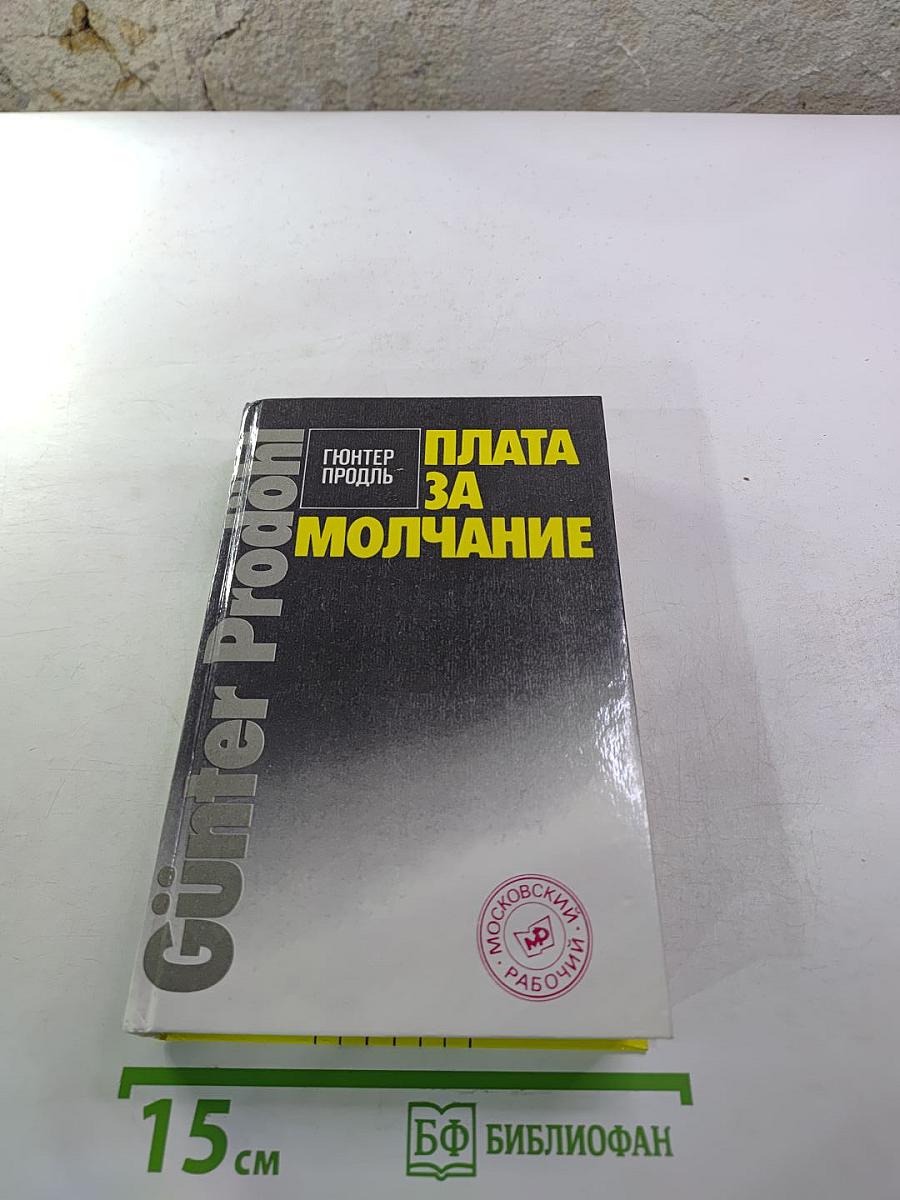 ГЮНТЕР
ПРОДЛЬ
ПЛАТА
ЗА
МОЛЧАНИЕ
Günter Prodöhl
МОСКОВСКИЙ
МР
РАБОЧИЙ
15 см
БФ БИБЛИОФАН